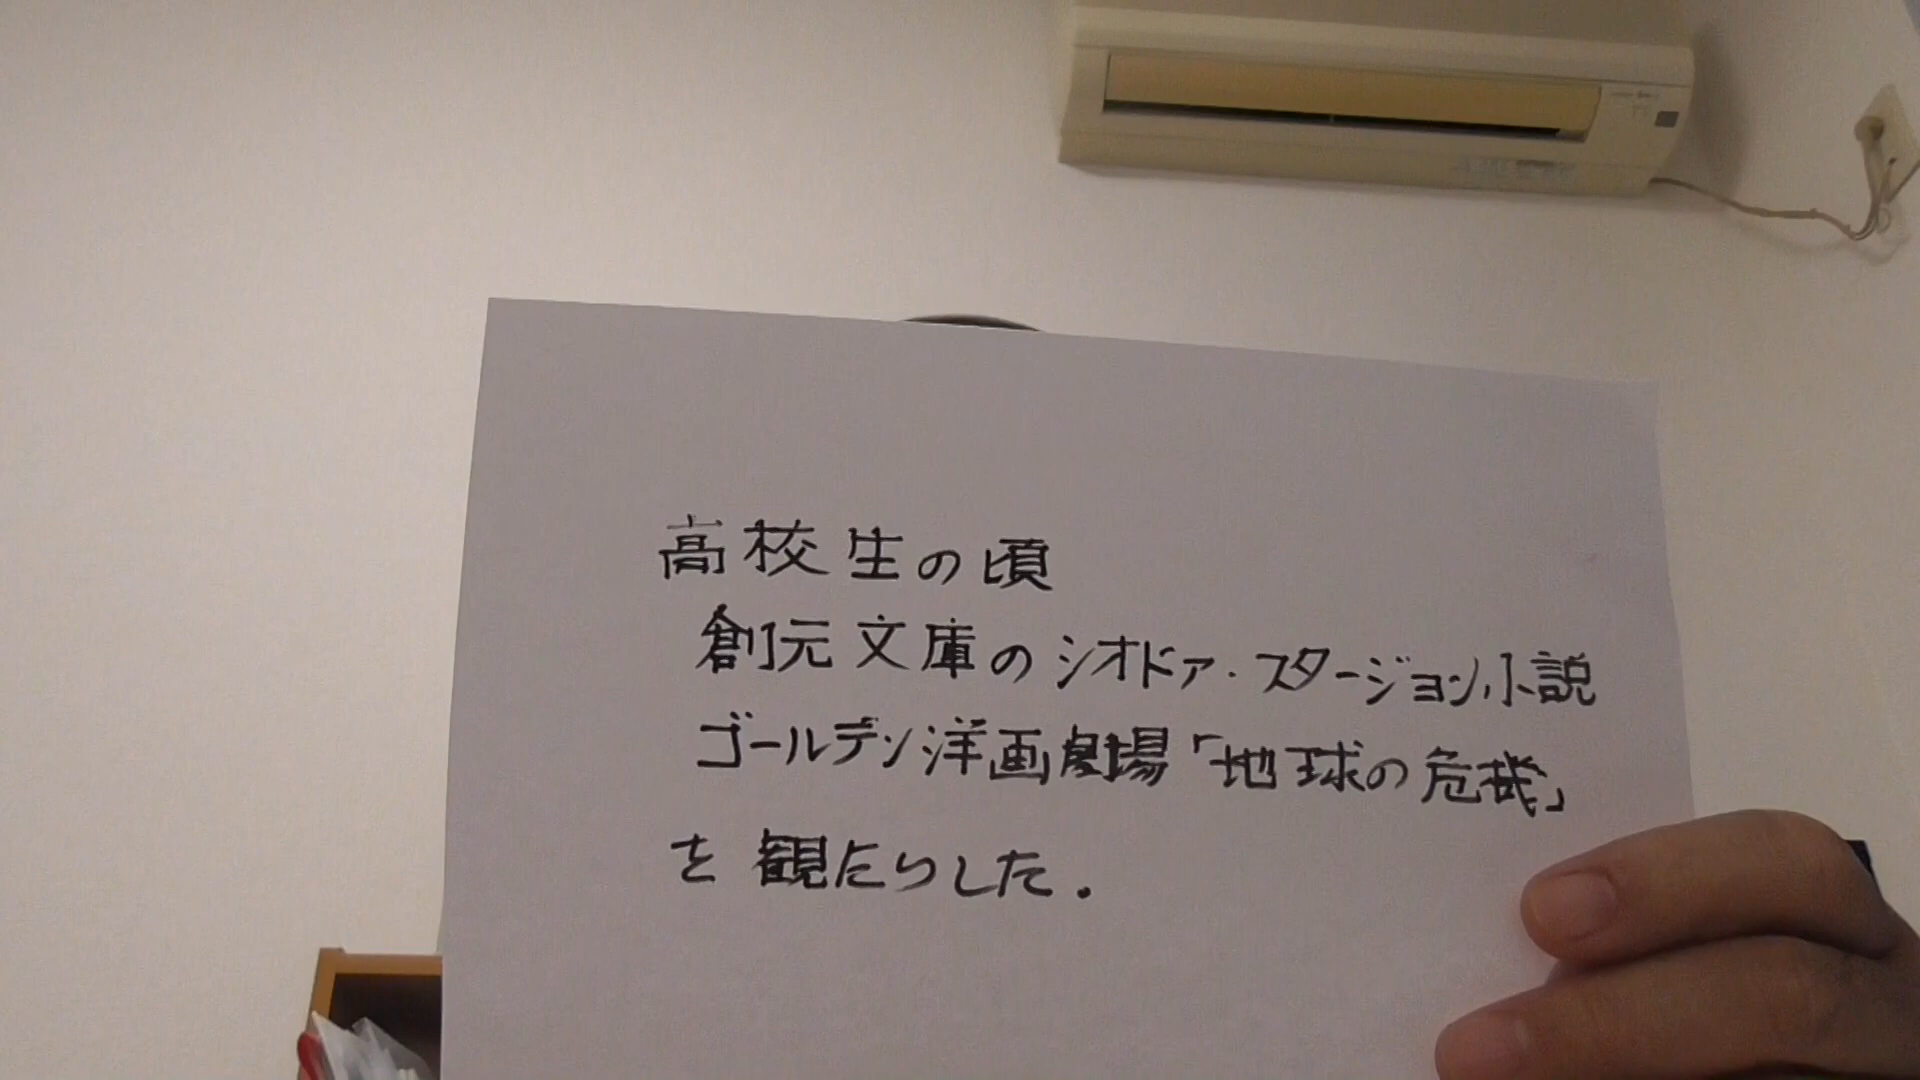 高校生の頃
創元文庫のシオドア・スタージョン小説
ゴールデン洋画劇場「地球の危機」
を観たりした.